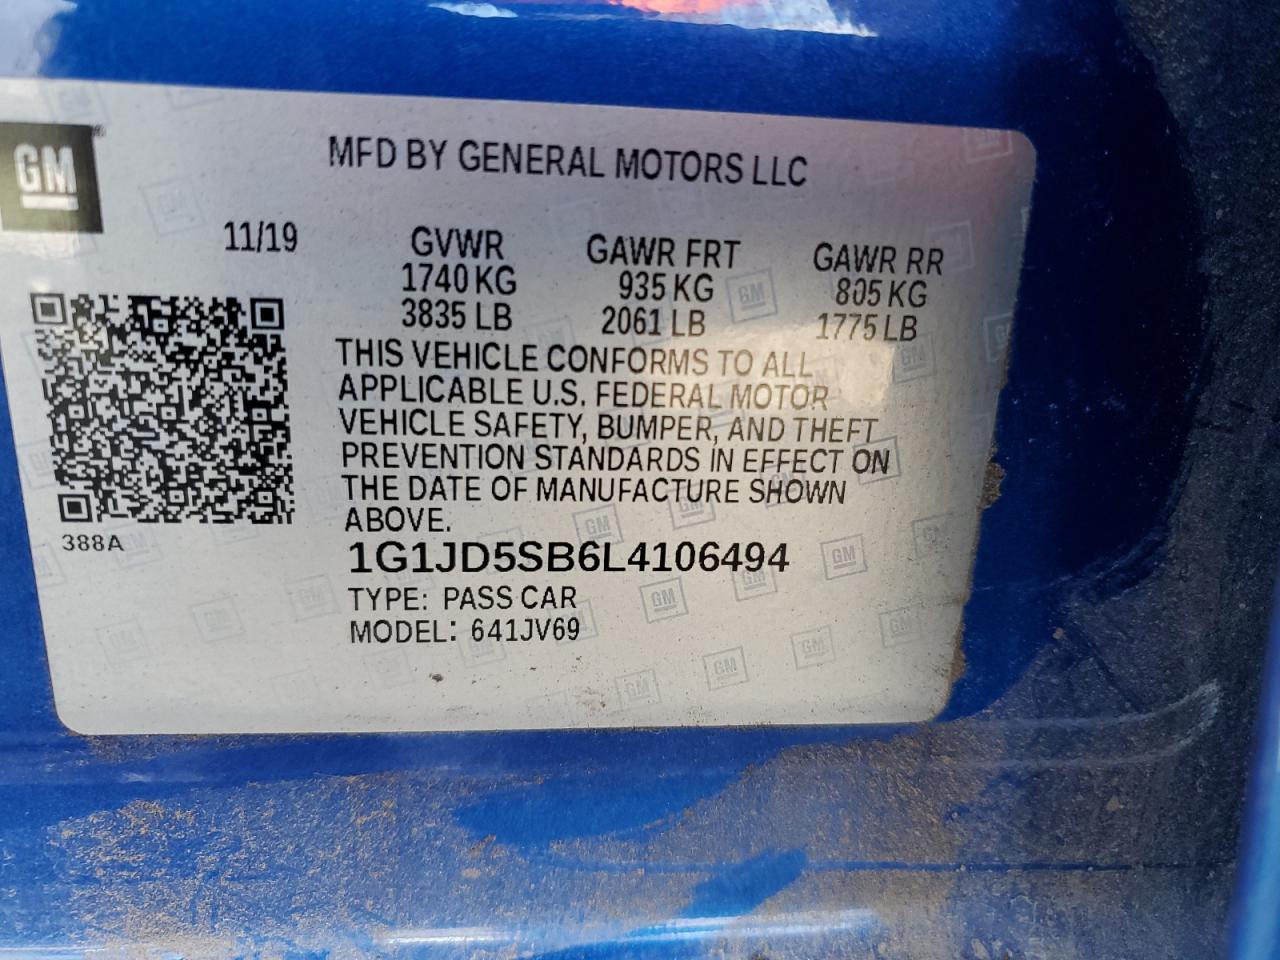 GM
MFD BY GENERAL MOTORS LLC
11/19
GVWR
1740 KG
3835 LB
GAWR FRT
935 KG
2061 LB
GAWR RR
805 KG
1775 LB
THIS VEHICLE CONFORMS TO ALL
APPLICABLE U.S. FEDERAL MOTOR
VEHICLE SAFETY, BUMPER, AND THEFT
PREVENTION STANDARDS IN EFFECT ON
THE DATE OF MANUFACTURE SHOWN
ABOVE.
388A
1G1JD5SB6L4106494
TYPE: PASS CAR
MODEL: 641JV69